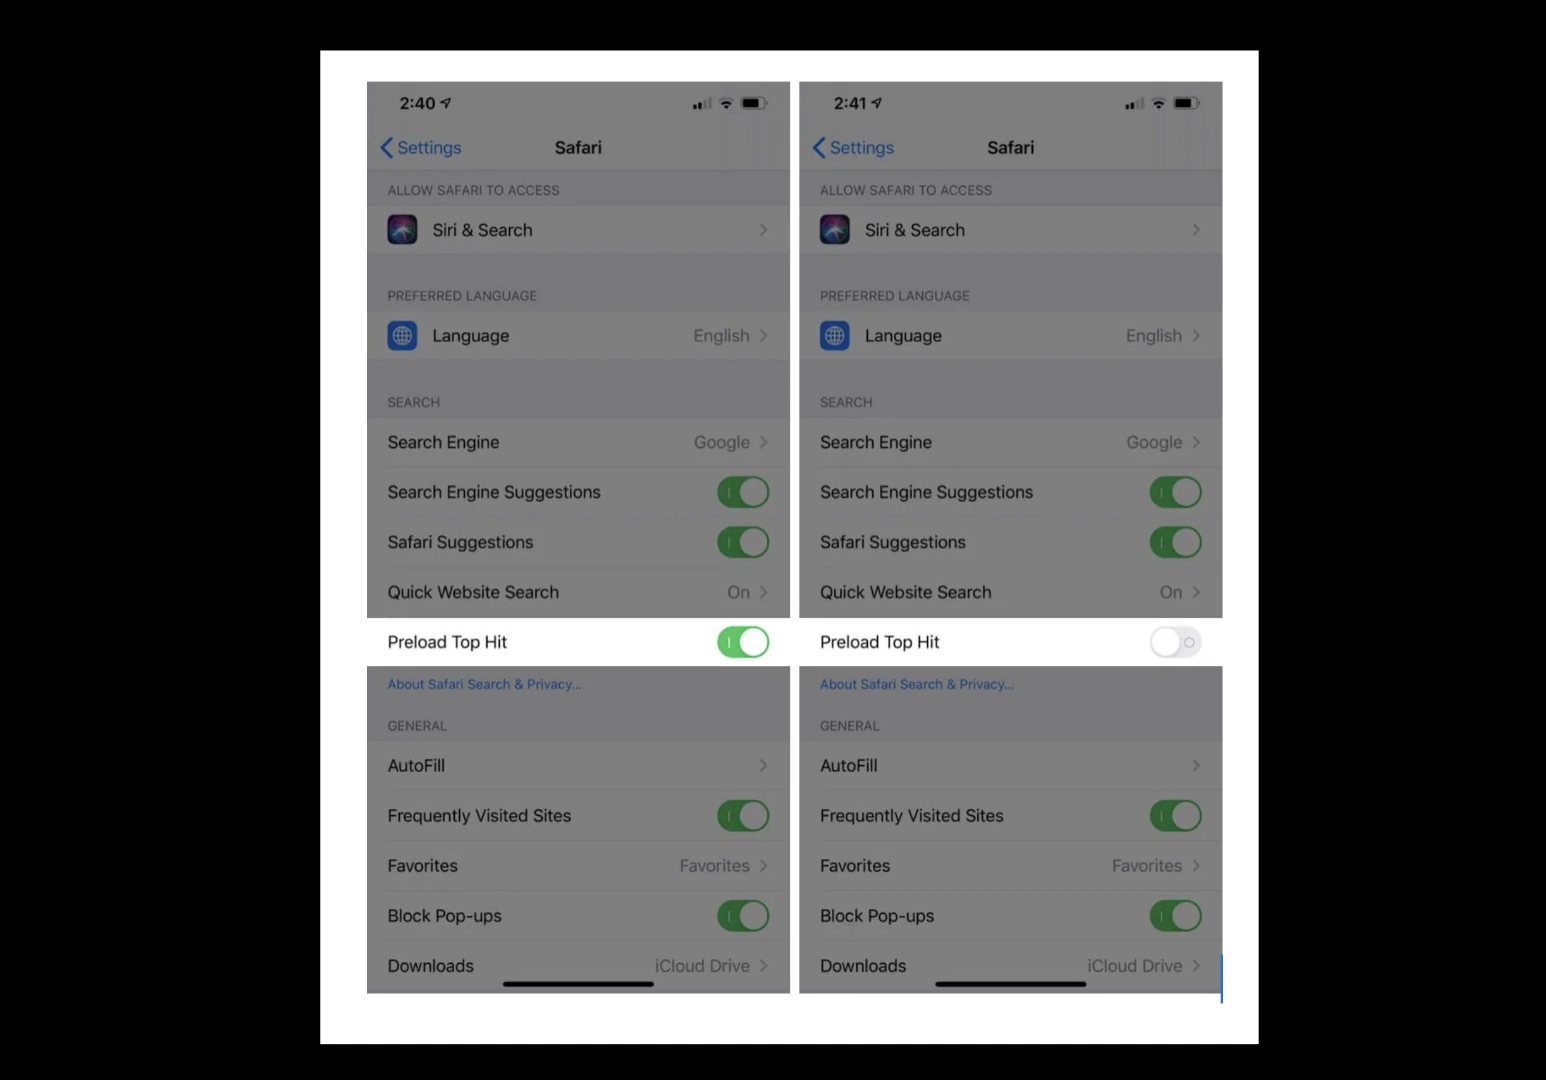 2:40
Settings
Safari
ALLOW SAFARI TO ACCESS
Siri & Search
PREFERRED LANGUAGE
Language English
SEARCH
Search Engine Google
Search Engine Suggestions
Safari Suggestions
Quick Website Search On
Preload Top Hit
About Safari Search & Privacy...
GENERAL
AutoFill
Frequently Visited Sites
Favorites Favorites
Block Pop-ups
Downloads iCloud Drive
2:41
Settings
Safari
ALLOW SAFARI TO ACCESS
Siri & Search
PREFERRED LANGUAGE
Language English
SEARCH
Search Engine Google
Search Engine Suggestions
Safari Suggestions
Quick Website Search On
Preload Top Hit
About Safari Search & Privacy...
GENERAL
AutoFill
Frequently Visited Sites
Favorites Favorites
Block Pop-ups
Downloads iCloud Drive